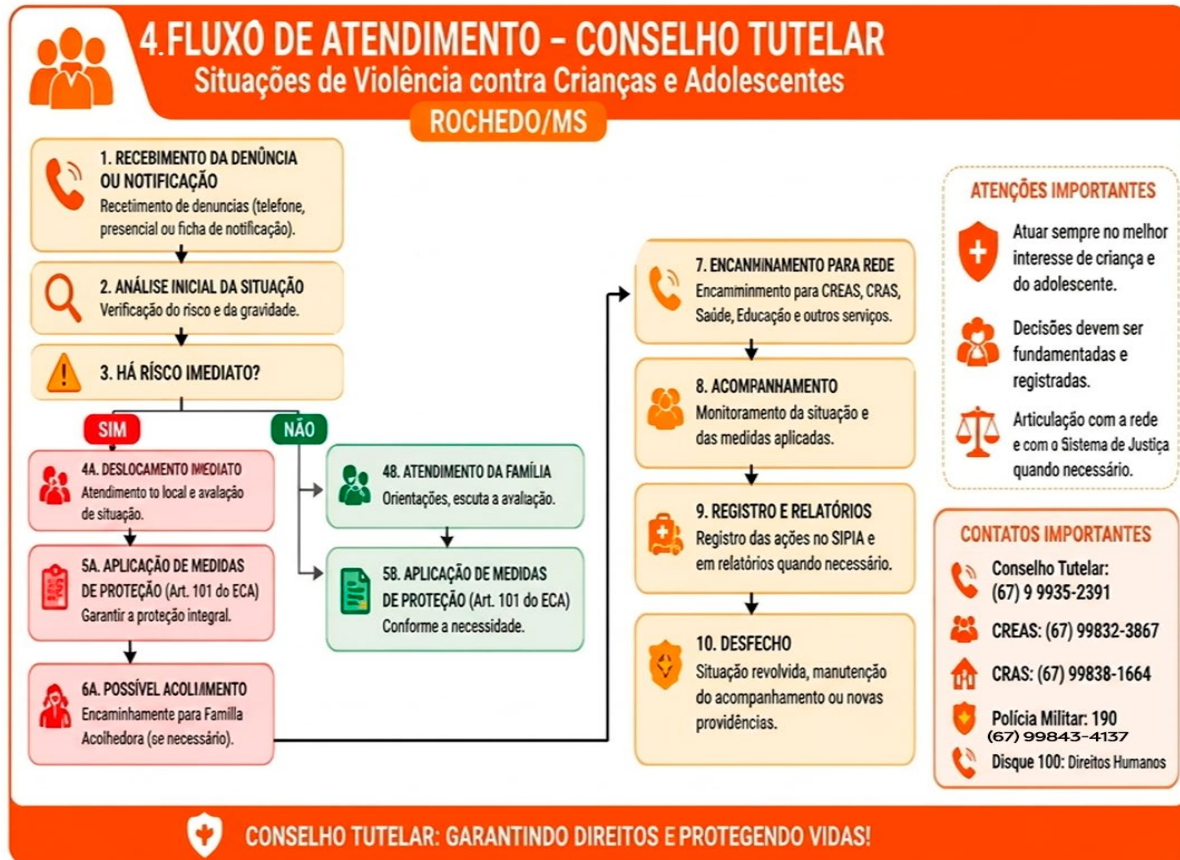 4.FLUXO DE ATENDIMENTO – CONSELHO TUTELAR
Situações de Violência contra Crianças e Adolescentes
ROCHEDO/MS
1. RECEBIMENTO DA DENÚNCIA
OU NOTIFICAÇÃO
Recetimento de denuncias (telefone,
presencial ou ficha de notificação).
2. ANÁLISE INICIAL DA SITUAÇÃO
Verificação do risco e da gravidade.
3. HÁ RÍSCO IMEDIATO?
SIM
NÃO
4A. DESLOCAMENTO IMEDIATO
Atendimento to local e avalação
de situação.
5A. APLICAÇÃO DE MEDIDAS
DE PROTEÇÃO (Art. 101 do ECA)
Garantir a proteção integral.
6A. POSSÍVEL ACOLIMENTO
Encaminhamente para Família
Acolhedora (se necessário).
48. ATENDIMENTO DA FAMÍLIA
Orientações, escuta a avaliação.
5B. APLICAÇÃO DE MEDIDAS
DE PROTEÇÃO (Art. 101 do ECA)
Conforme a necessidade.
7. ENCANHINAMENTO PARA REDE
Encamminmento para CREAS, CRAS,
Saúde, Educação e outros serviços.
8. ACOMPANHAMENTO
Monitoramento da situação e
das medidas aplicadas.
9. REGISTRO E RELATÓRIOS
Registro das ações no SIPIA e
em relatórios quando necessário.
10. DESFECHO
Situação revolvida, manutenção
do acompanhamento ou novas
providências.
ATENÇÕES IMPORTANTES
Atuar sempre no melhor
interesse de criança e
do adolescente.
Decisões devem ser
fundamentadas e
registradas.
Articulação com a rede
e com o Sistema de Justiça
quando necessário.
CONTATOS IMPORTANTES
Conselho Tutelar:
(67) 9 9935-2391
CREAS: (67) 99832-3867
CRAS: (67) 99838-1664
Polícia Militar: 190
(67) 99843-4137
Disque 100: Direitos Humanos
CONSELHO TUTELAR: GARANTINDO DIREITOS E PROTEGENDO VIDAS!